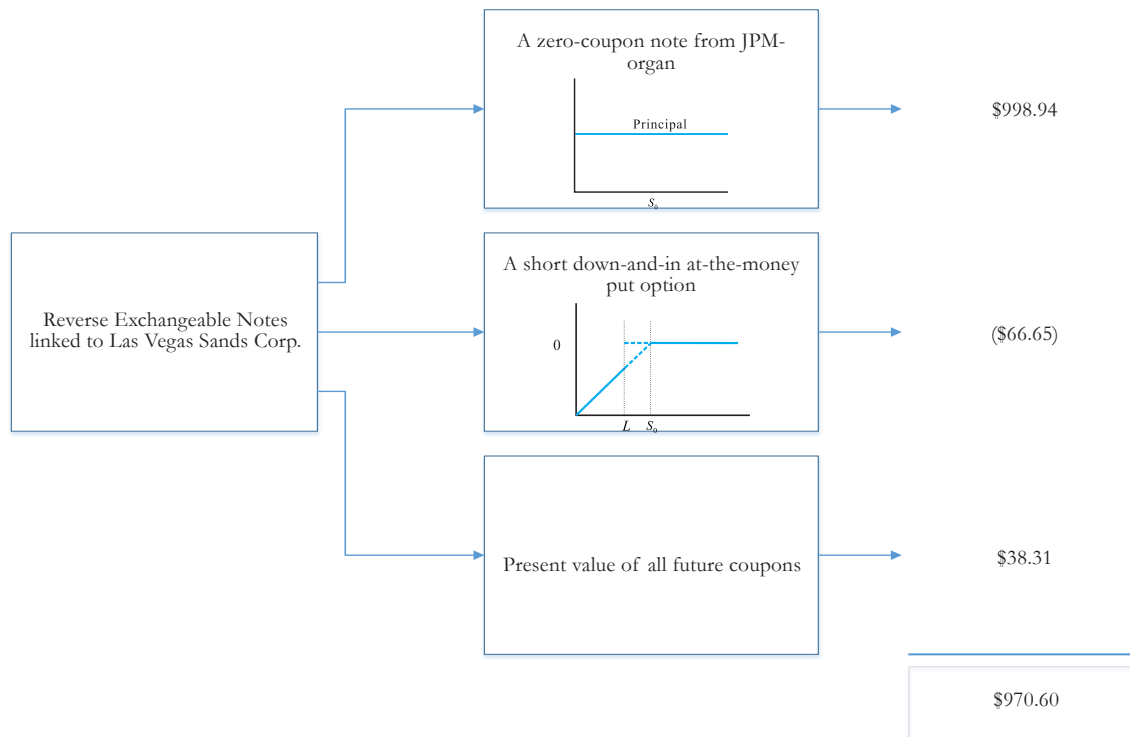 A zero-coupon note from JPM-
organ
Principal
S₀
$998.94
Reverse Exchangeable Notes
linked to Las Vegas Sands Corp.
A short down-and-in at-the-money
put option
0
L S₀
($66.65)
Present value of all future coupons
$38.31
$970.60